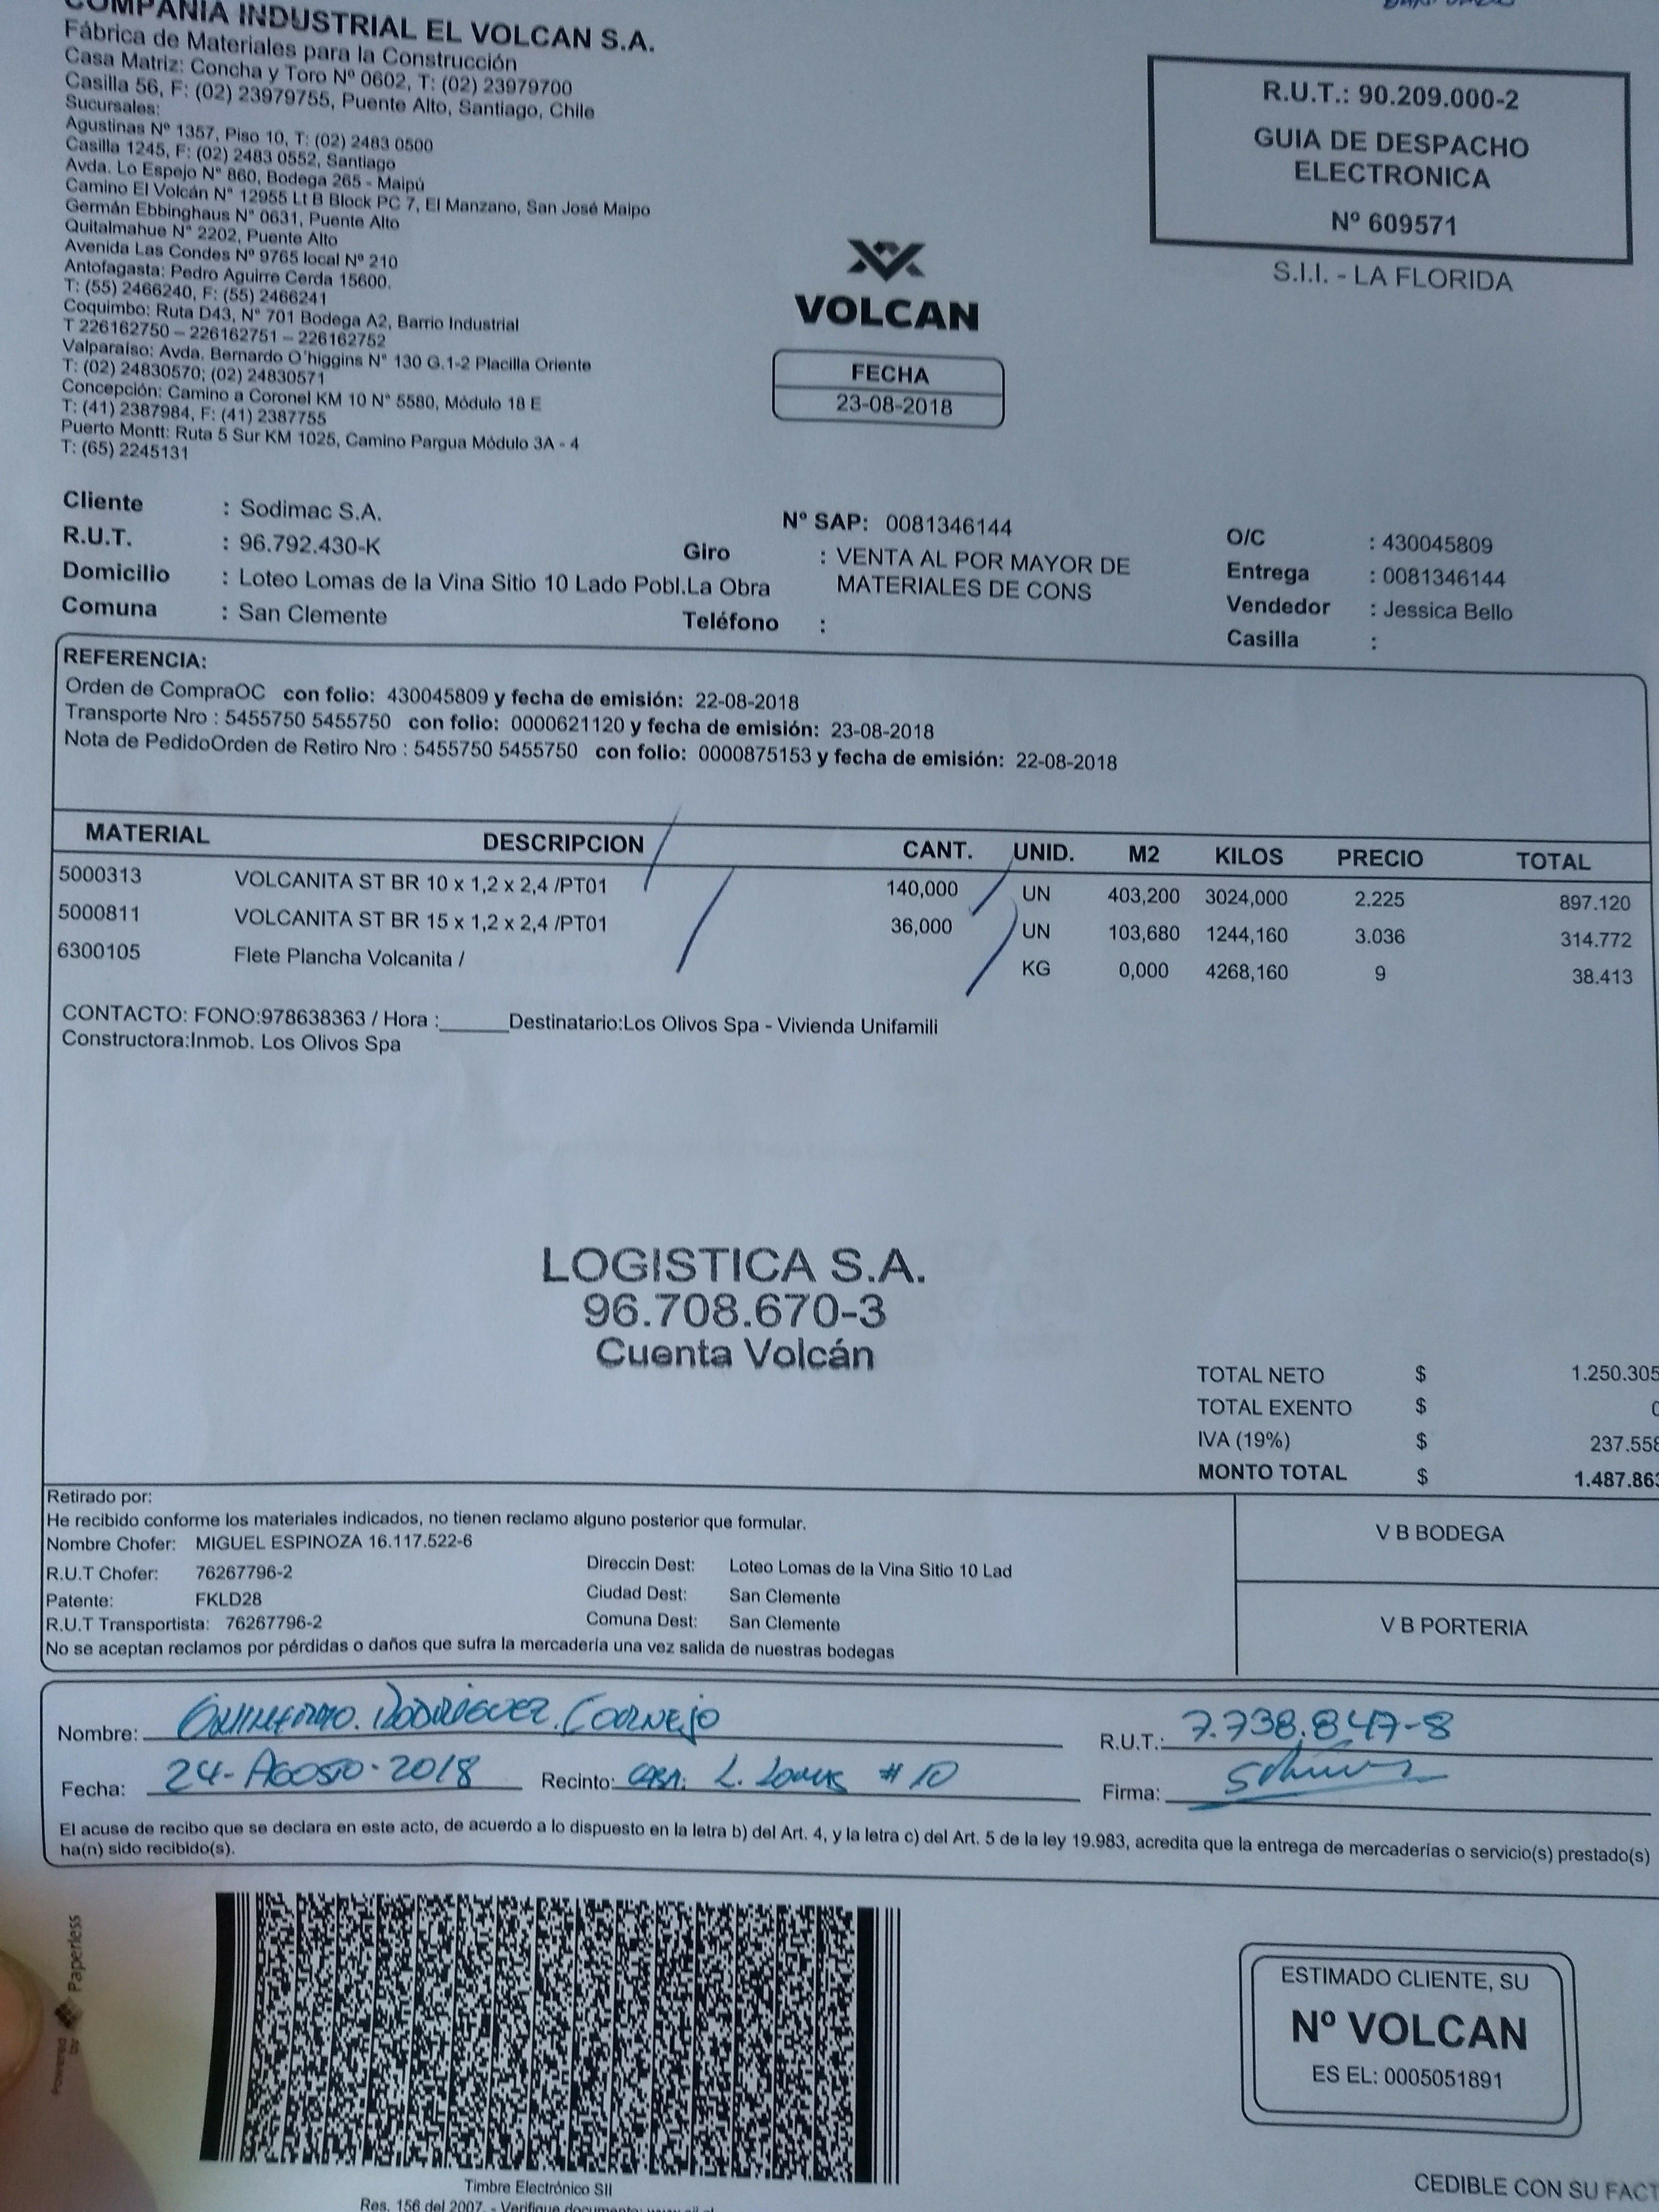 COMPAÑIA INDUSTRIAL EL VOLCAN S.A.
Fábrica de Materiales para la Construcción
Casa Matriz: Concha y Toro Nº 0602, T: (02) 23979700
Casilla 56, F: (02) 23979755, Puente Alto, Santiago, Chile
Sucursales:
Agustinas Nº 1357, Piso 10, T: (02) 2483 0500
Casilla 1245, F: (02) 2483 0552, Santiago
Avda. Lo Espejo N° 860, Bodega 265 - Maipú
Camino El Volcán N° 12955 Lt B Block PC 7, El Manzano, San José Maipo
Germán Ebbinghaus N° 0631, Puente Alto
Quitalmahue N° 2202, Puente Alto
Avenida Las Condes Nº 9765 local Nº 210
Antofagasta: Pedro Aguirre Cerda 15600.
T: (55) 2466240, F: (55) 2466241
Coquimbo: Ruta D43, N° 701 Bodega A2, Barrio Industrial
T 226162750 – 226162751 – 226162752
Valparaíso: Avda. Bernardo O'higgins N° 130 G.1-2 Placilla Oriente
T: (02) 24830570; (02) 24830571
Concepción: Camino a Coronel KM 10 N° 5580, Módulo 18 E
T: (41) 2387984, F: (41) 2387755
Puerto Montt: Ruta 5 Sur KM 1025, Camino Pargua Módulo 3A - 4
T: (65) 2245131
VOLCAN
FECHA
23-08-2018
R.U.T.: 90.209.000-2
GUIA DE DESPACHO
ELECTRONICA
Nº 609571
S.I.I. - LA FLORIDA
Cliente : Sodimac S.A.
R.U.T. : 96.792.430-K
Domicilio : Loteo Lomas de la Vina Sitio 10 Lado Pobl.La Obra
Comuna : San Clemente
Nº SAP: 0081346144
Giro : VENTA AL POR MAYOR DE
MATERIALES DE CONS
Teléfono :
O/C : 430045809
Entrega : 0081346144
Vendedor : Jessica Bello
Casilla :
REFERENCIA:
Orden de CompraOC con folio: 430045809 y fecha de emisión: 22-08-2018
Transporte Nro : 5455750 5455750 con folio: 0000621120 y fecha de emisión: 23-08-2018
Nota de PedidoOrden de Retiro Nro : 5455750 5455750 con folio: 0000875153 y fecha de emisión: 22-08-2018
MATERIAL DESCRIPCION CANT. UNID. M2 KILOS PRECIO TOTAL
5000313 VOLCANITA ST BR 10 x 1,2 x 2,4 /PT01 140,000 UN 403,200 3024,000 2.225 897.120
5000811 VOLCANITA ST BR 15 x 1,2 x 2,4 /PT01 36,000 UN 103,680 1244,160 3.036 314.772
6300105 Flete Plancha Volcanita / KG 0,000 4268,160 9 38.413
CONTACTO: FONO:978638363 / Hora :______Destinatario:Los Olivos Spa - Vivienda Unifamili
Constructora:Inmob. Los Olivos Spa
LOGISTICA S.A.
96.708.670-3
Cuenta Volcán
TOTAL NETO $ 1.250.305
TOTAL EXENTO $ 0
IVA (19%) $ 237.558
MONTO TOTAL $ 1.487.863
Retirado por:
He recibido conforme los materiales indicados, no tienen reclamo alguno posterior que formular.
Nombre Chofer: MIGUEL ESPINOZA 16.117.522-6
R.U.T Chofer: 76267796-2
Patente: FKLD28
R.U.T Transportista: 76267796-2
Direccin Dest: Loteo Lomas de la Vina Sitio 10 Lad
Ciudad Dest: San Clemente
Comuna Dest: San Clemente
No se aceptan reclamos por pérdidas o daños que sufra la mercadería una vez salida de nuestras bodegas
V B BODEGA
V B PORTERIA
Nombre: GUILLERMO. RODRIGUEZ. CORNEJO
R.U.T.: 7.738.847-8
Fecha: 24-AGOSTO-2018 Recinto: L. Lomas #10
Firma:
El acuse de recibo que se declara en este acto, de acuerdo a lo dispuesto en la letra b) del Art. 4, y la letra c) del Art. 5 de la ley 19.983, acredita que la entrega de mercaderías o servicio(s) prestado(s)
ha(n) sido recibido(s).
Powered by Paperless
Timbre Electrónico SII
Res. 156 del 2007. - Verifique documento:
ESTIMADO CLIENTE, SU
Nº VOLCAN
ES EL: 0005051891
CEDIBLE CON SU FACT